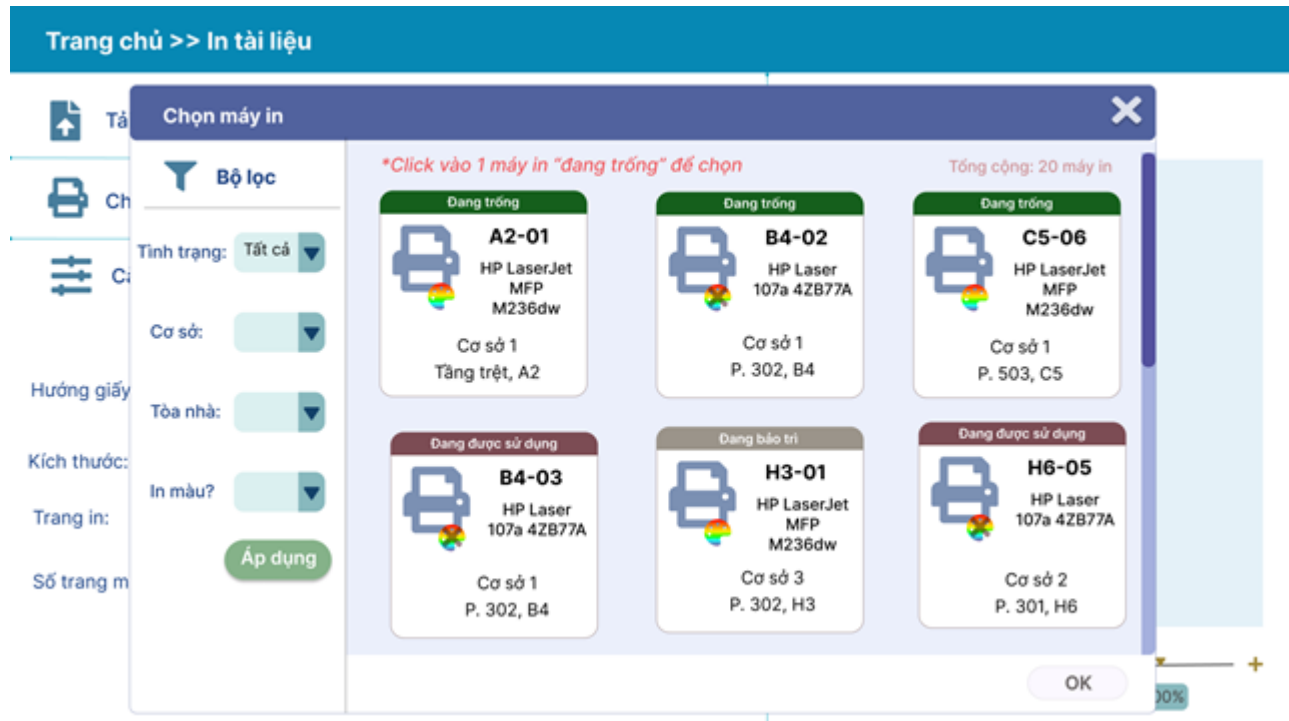 Trang chủ >> In tài liệu
Chọn máy in
Bộ lọc
Tình trạng: Tất cả
Cơ sở:
Tòa nhà:
In màu?
Áp dụng
*Click vào 1 máy in “đang trống” để chọn
Tổng cộng: 20 máy in
Đang trống
A2-01
HP LaserJet
MFP
M236dw
Cơ sở 1
Tầng trệt, A2
Đang trống
B4-02
HP Laser
107a 4ZB77A
Cơ sở 1
P. 302, B4
Đang trống
C5-06
HP LaserJet
MFP
M236dw
Cơ sở 1
P. 503, C5
Đang được sử dụng
B4-03
HP Laser
107a 4ZB77A
Cơ sở 1
P. 302, B4
Đang bảo trì
H3-01
HP LaserJet
MFP
M236dw
Cơ sở 3
P. 302, H3
Đang được sử dụng
H6-05
HP Laser
107a 4ZB77A
Cơ sở 2
P. 301, H6
OK
Hướng giấy
Kích thước:
Trang in:
Số trang